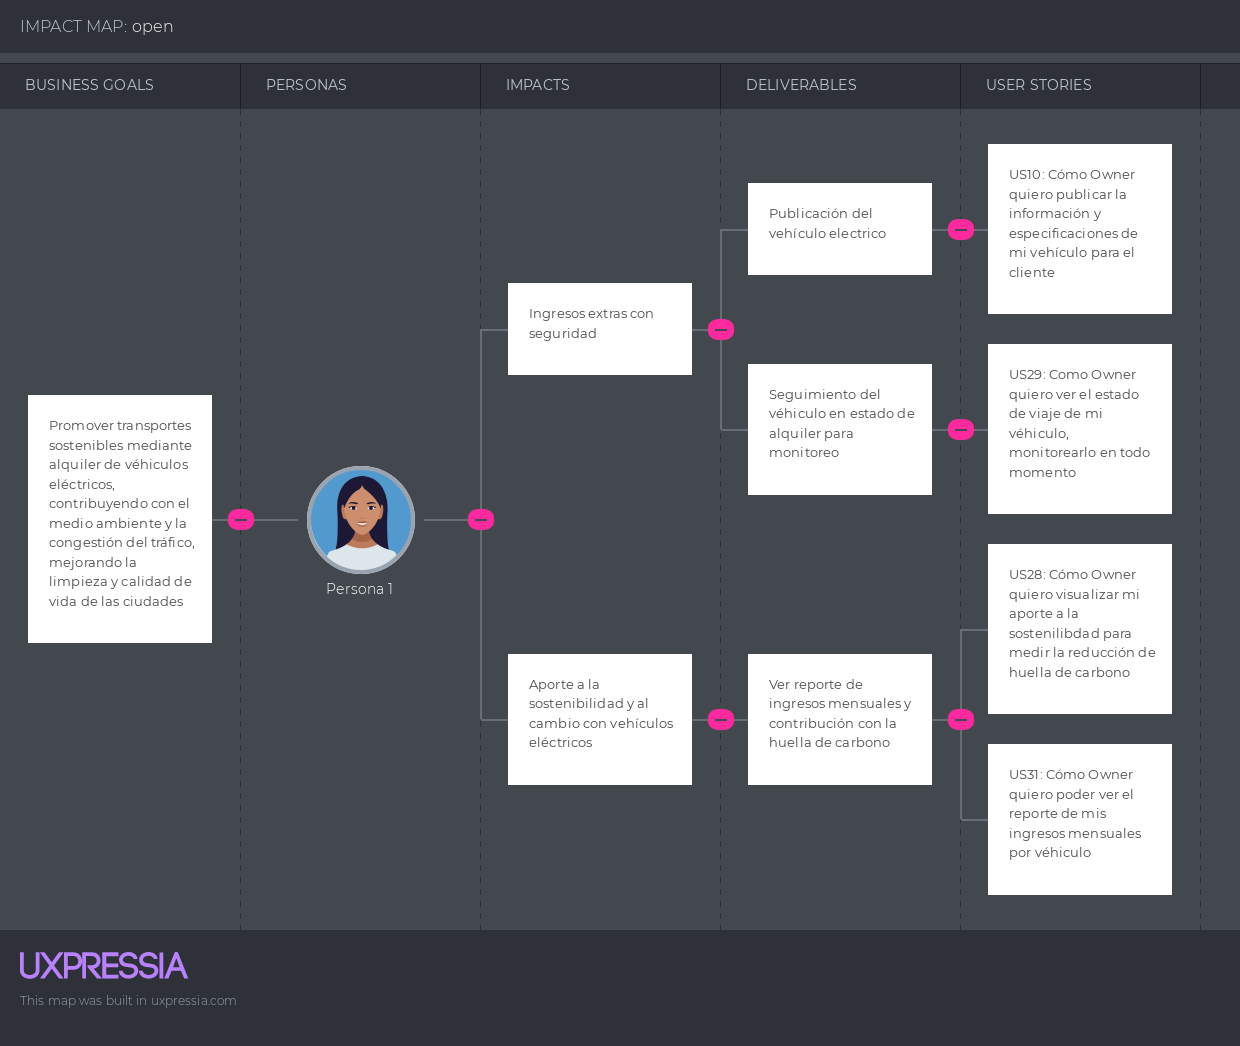 IMPACT MAP: open
BUSINESS GOALS
PERSONAS
IMPACTS
DELIVERABLES
USER STORIES
Promover transportes
sostenibles mediante
alquiler de véhiculos
eléctricos,
contribuyendo con el
medio ambiente y la
congestión del tráfico,
mejorando la
limpieza y calidad de
vida de las ciudades
Persona 1
Ingresos extras con
seguridad
Aporte a la
sostenibilidad y al
cambio con vehículos
eléctricos
Publicación del
vehículo electrico
Seguimiento del
véhiculo en estado de
alquiler para
monitoreo
Ver reporte de
ingresos mensuales y
contribución con la
huella de carbono
US10: Cómo Owner
quiero publicar la
información y
especificaciones de
mi vehículo para el
cliente
US29: Como Owner
quiero ver el estado
de viaje de mi
véhiculo,
monitorearlo en todo
momento
US28: Cómo Owner
quiero visualizar mi
aporte a la
sostenilibdad para
medir la reducción de
huella de carbono
US31: Cómo Owner
quiero poder ver el
reporte de mis
ingresos mensuales
por véhiculo
UXPRESSIA
This map was built in uxpressia.com